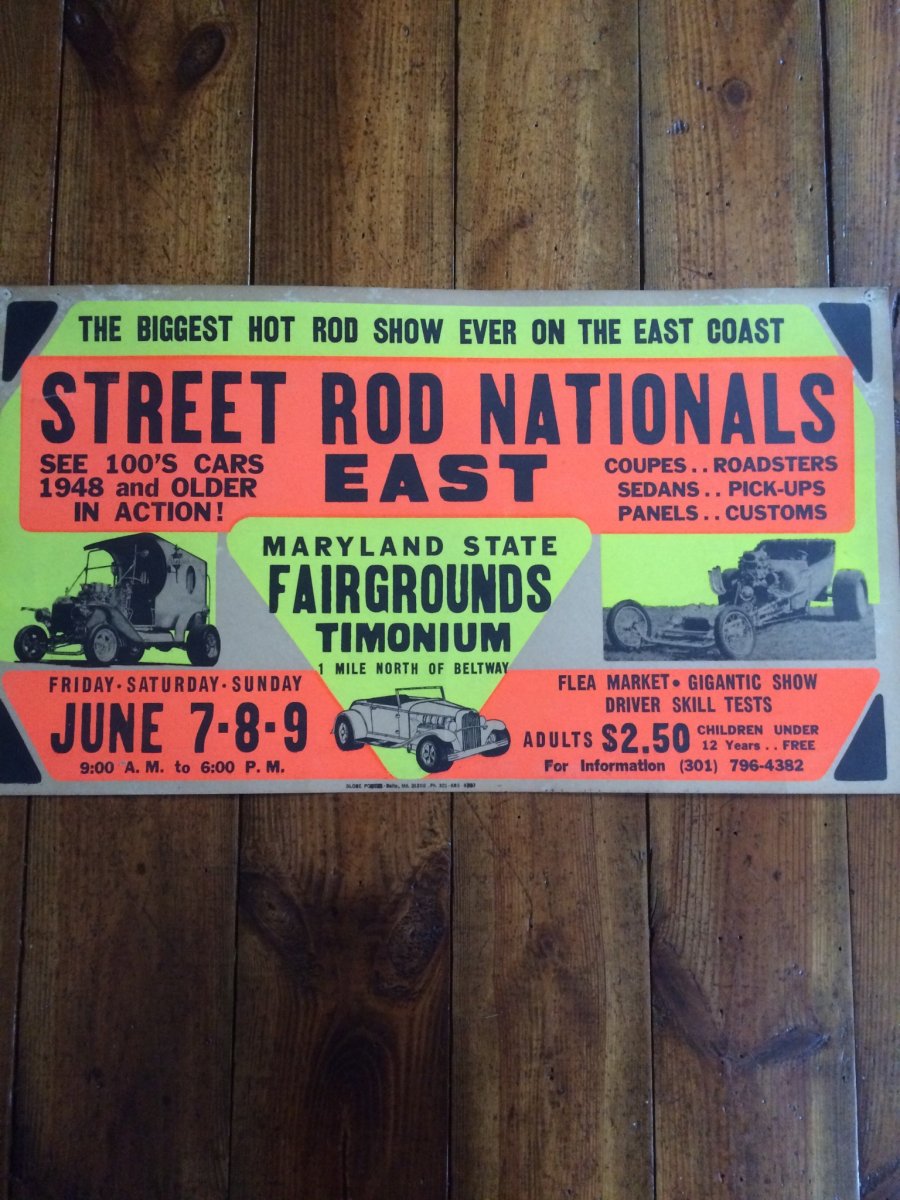 THE BIGGEST HOT ROD SHOW EVER ON THE EAST COAST
STREET ROD NATIONALS
EAST
SEE 100'S CARS
1948 and OLDER
IN ACTION!
COUPES.. ROADSTERS
SEDANS.. PICK-UPS
PANELS.. CUSTOMS
MARYLAND STATE
FAIRGROUNDS
TIMONIUM
1 MILE NORTH OF BELTWAY
FRIDAY·SATURDAY·SUNDAY
JUNE 7-8-9
9:00 A. M. to 6:00 P. M.
FLEA MARKET • GIGANTIC SHOW
DRIVER SKILL TESTS
ADULTS $2.50 CHILDREN UNDER
12 Years.. FREE
For Information (301) 796-4382
GLOBE Balto, Md.